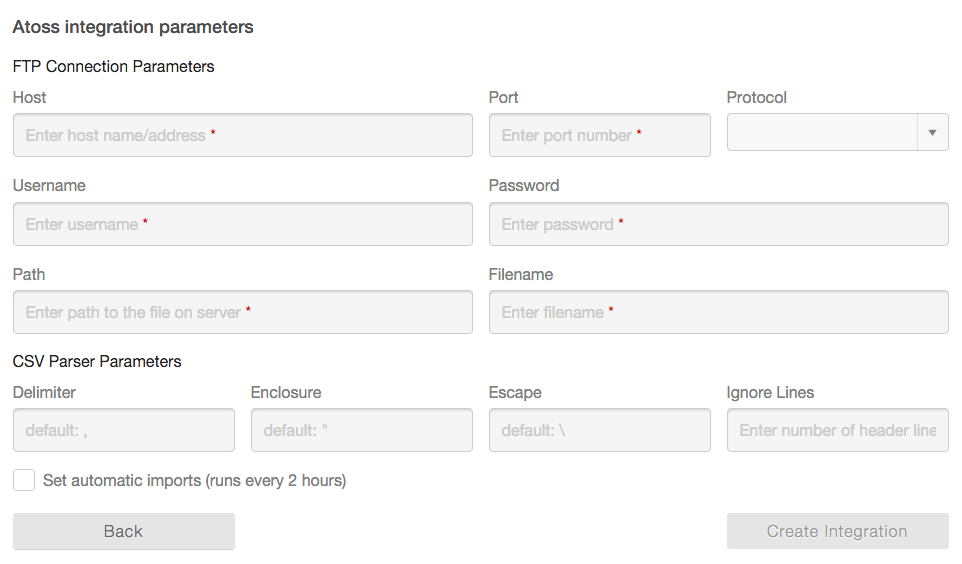 Atoss integration parameters
FTP Connection Parameters
Host Port Protocol
Enter host name/address * Enter port number *
Username Password
Enter username * Enter password *
Path Filename
Enter path to the file on server * Enter filename *
CSV Parser Parameters
Delimiter Enclosure Escape Ignore Lines
default: , default: " default: \ Enter number of header line
Set automatic imports (runs every 2 hours)
Back Create Integration